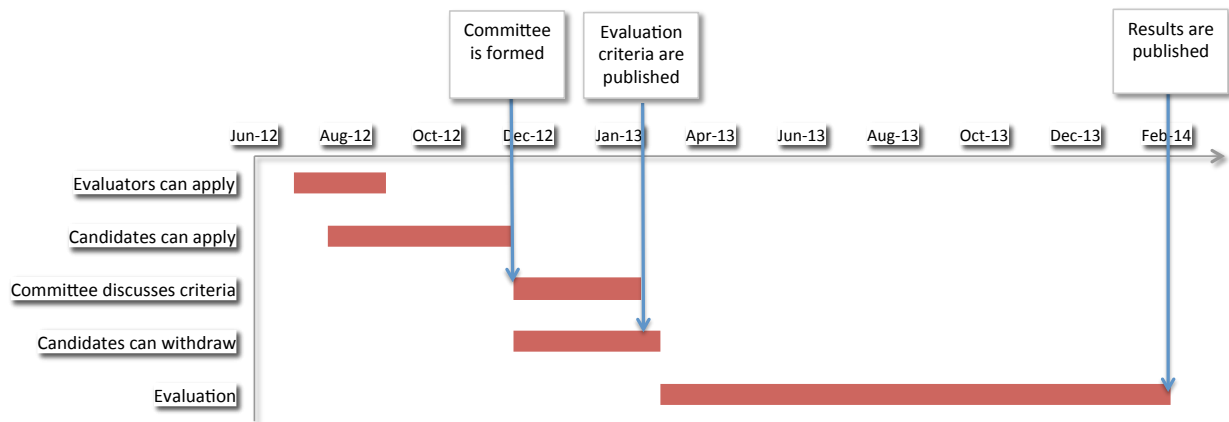 Committee
is formed
Evaluation
criteria are
published
Results are
published
Jun-12 Aug-12 Oct-12 Dec-12 Jan-13 Apr-13 Jun-13 Aug-13 Oct-13 Dec-13 Feb-14
Evaluators can apply
Candidates can apply
Committee discusses criteria
Candidates can withdraw
Evaluation